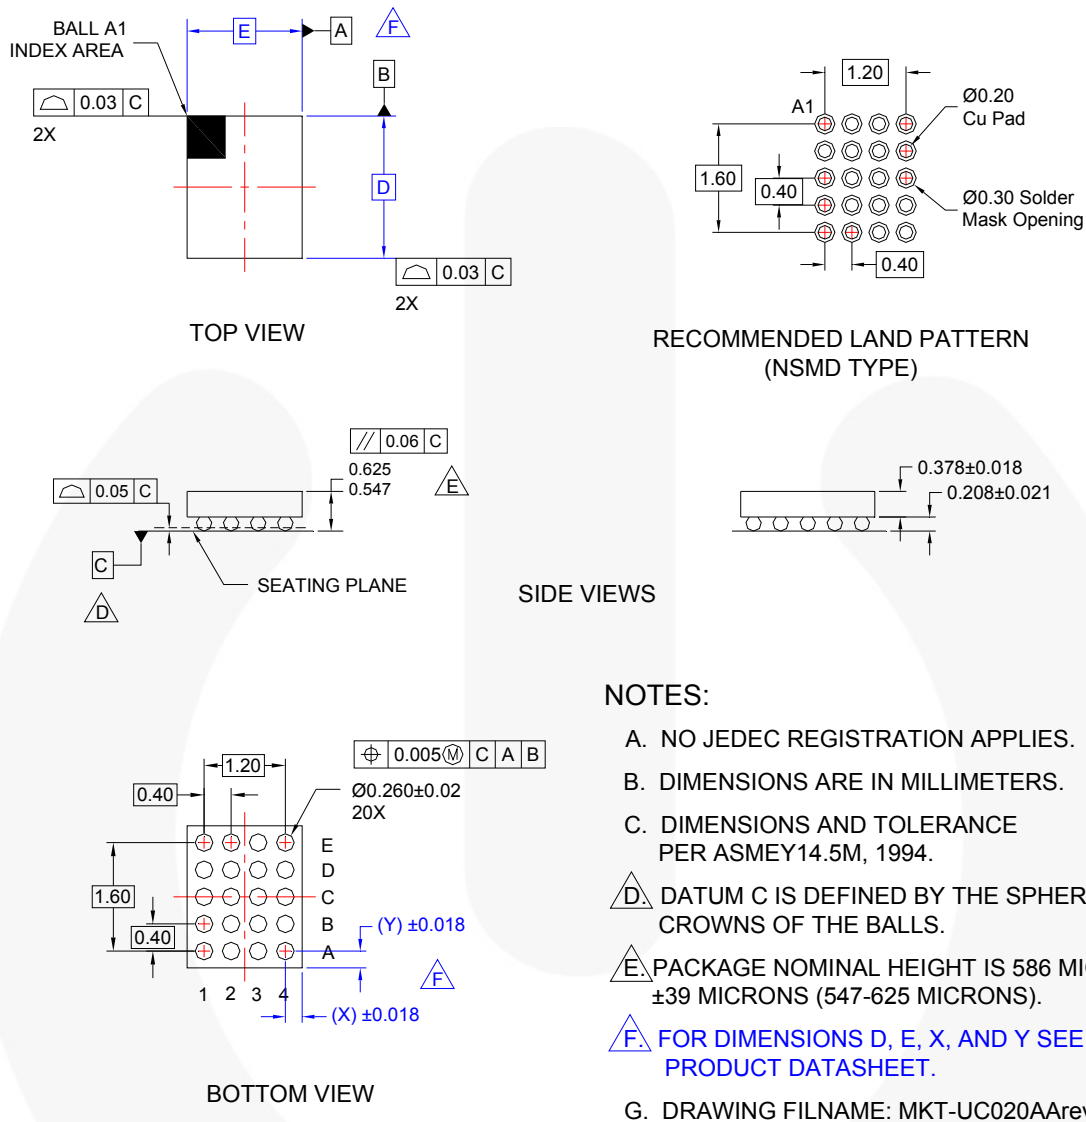 BALL A1
INDEX AREA
E
A
F
B
0.03 C
2X
D
0.03 C
2X
TOP VIEW
1.20
A1
Ø0.20
Cu Pad
1.60
0.40
Ø0.30 Solder
Mask Opening
0.40
RECOMMENDED LAND PATTERN
(NSMD TYPE)
// 0.06 C
0.625
0.547
E
0.05 C
C
D
SEATING PLANE
0.378±0.018
0.208±0.021
SIDE VIEWS
0.005 Ⓜ C A B
1.20
0.40
Ø0.260±0.02
20X
E
D
C
B
A
1.60
0.40
(Y) ±0.018
F
1 2 3 4
(X) ±0.018
BOTTOM VIEW
NOTES:
A. NO JEDEC REGISTRATION APPLIES.
B. DIMENSIONS ARE IN MILLIMETERS.
C. DIMENSIONS AND TOLERANCE
PER ASMEY14.5M, 1994.
D. DATUM C IS DEFINED BY THE SPHER
CROWNS OF THE BALLS.
E. PACKAGE NOMINAL HEIGHT IS 586 MI
±39 MICRONS (547-625 MICRONS).
F. FOR DIMENSIONS D, E, X, AND Y SEE
PRODUCT DATASHEET.
G. DRAWING FILNAME: MKT-UC020AArev